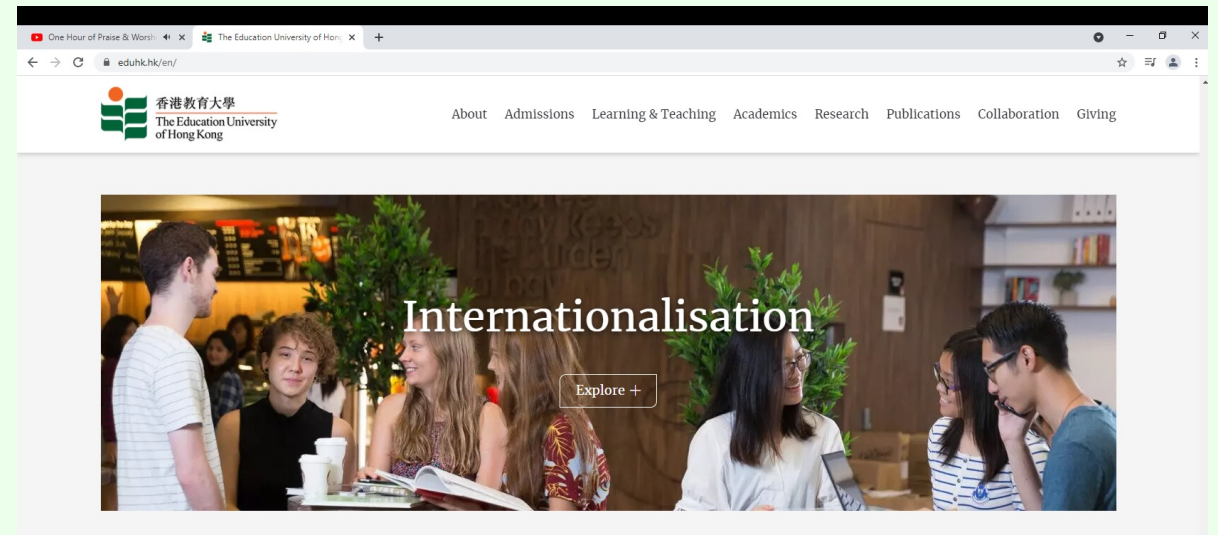 One Hour of Praise & Worsh
The Education University of Hong
eduhk.hk/en/
香港教育大學
The Education University
of Hong Kong
About Admissions Learning & Teaching Academics Research Publications Collaboration Giving
Internationalisation
Explore +